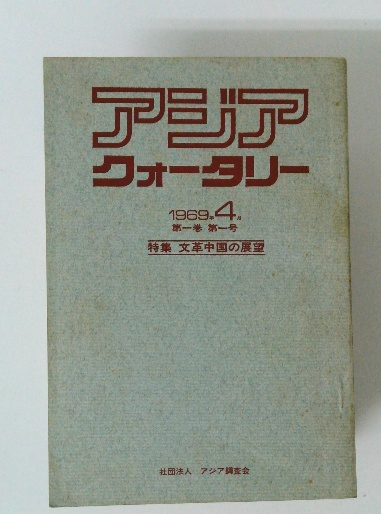 アジア
クォータリー
1969年4月
第一巻 第一号
特集 文革中国の展望
社団法人 アジア調査会